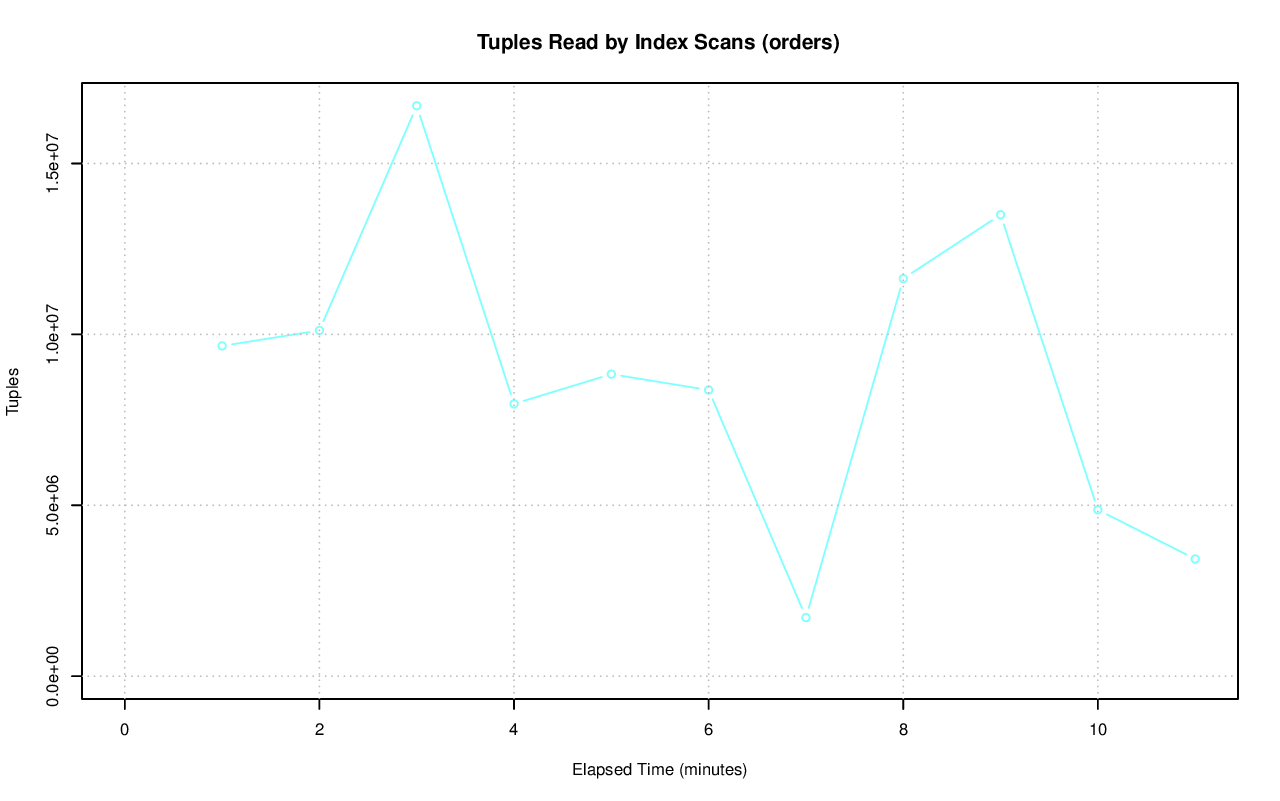 Tuples Read by Index Scans (orders)
Tuples
1.5e+07
1.0e+07
5.0e+06
0.0e+00
0 2 4 6 8 10
Elapsed Time (minutes)